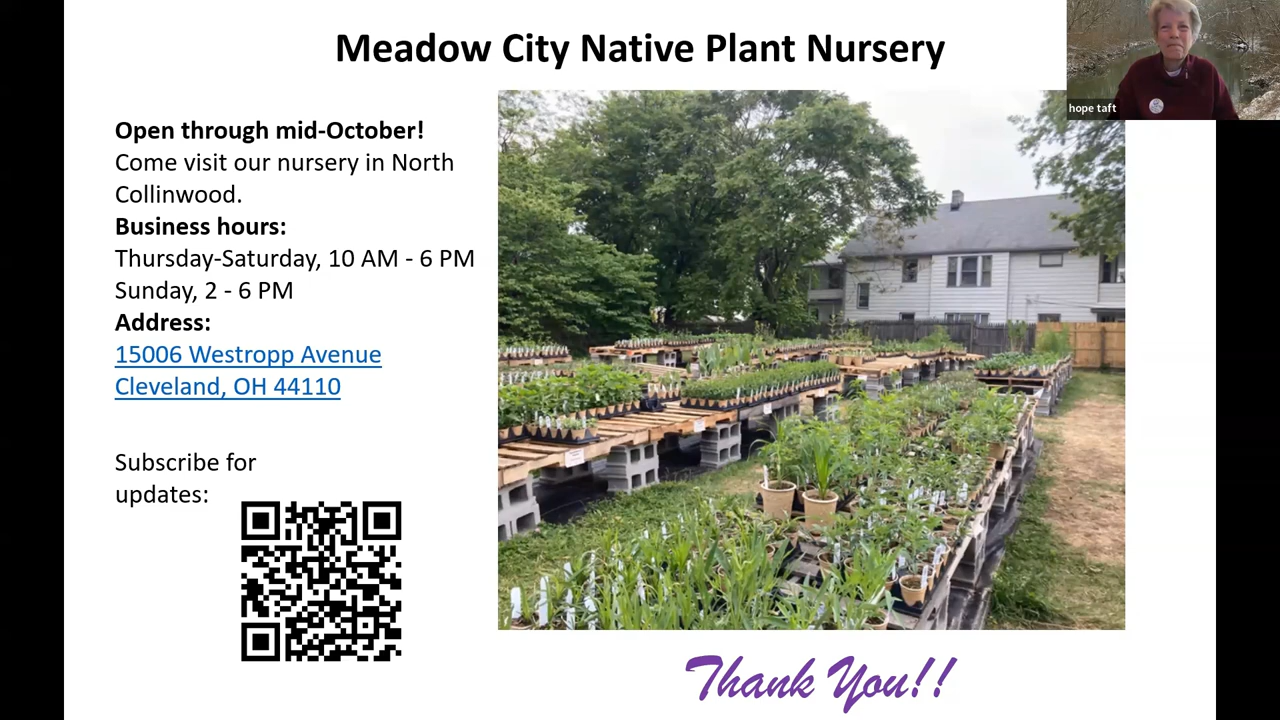 Meadow City Native Plant Nursery
hope taft
Open through mid-October!
Come visit our nursery in North
Collinwood.
Business hours:
Thursday-Saturday, 10 AM - 6 PM
Sunday, 2 - 6 PM
Address:
15006 Westropp Avenue
Cleveland, OH 44110
Subscribe for
updates:
Thank You!!